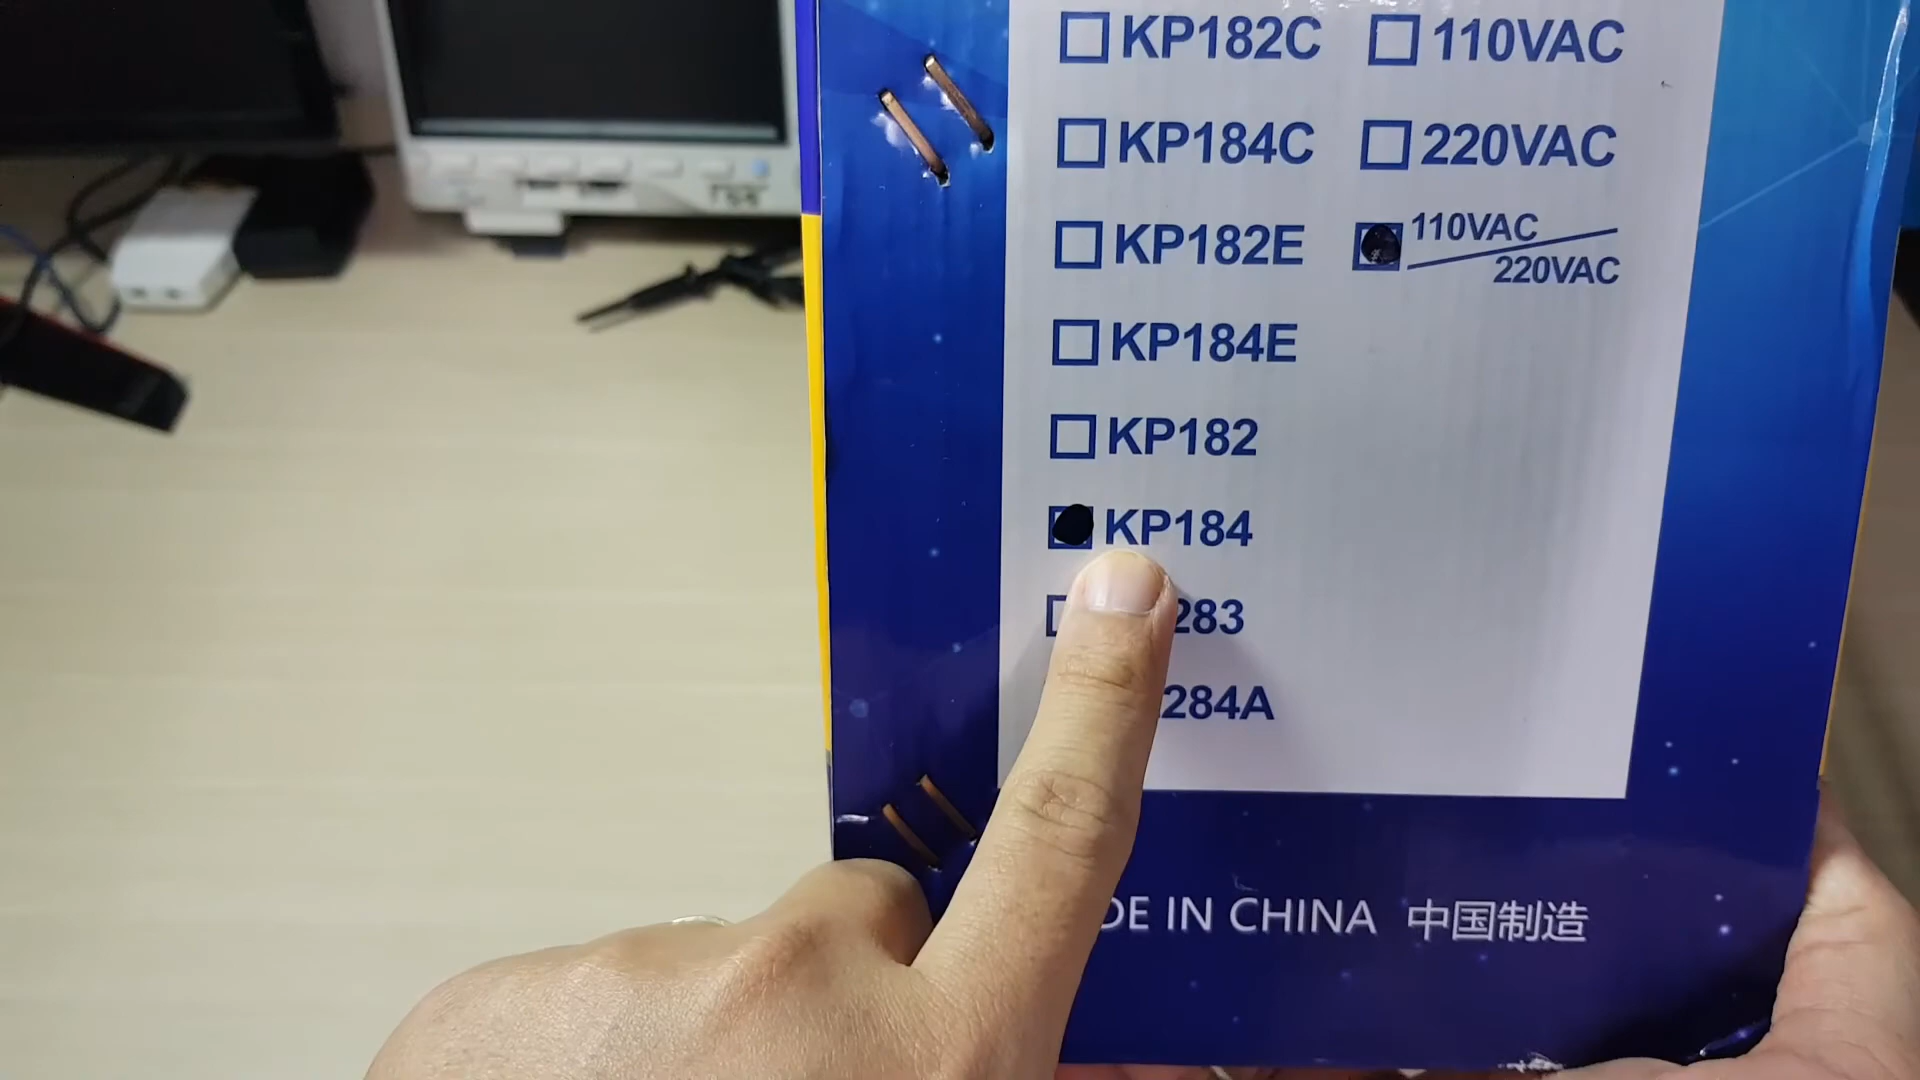 KP182C 110VAC
KP184C 220VAC
KP182E 110VAC
220VAC
KP184E
KP182
KP184
283
284A
DE IN CHINA 中国制造